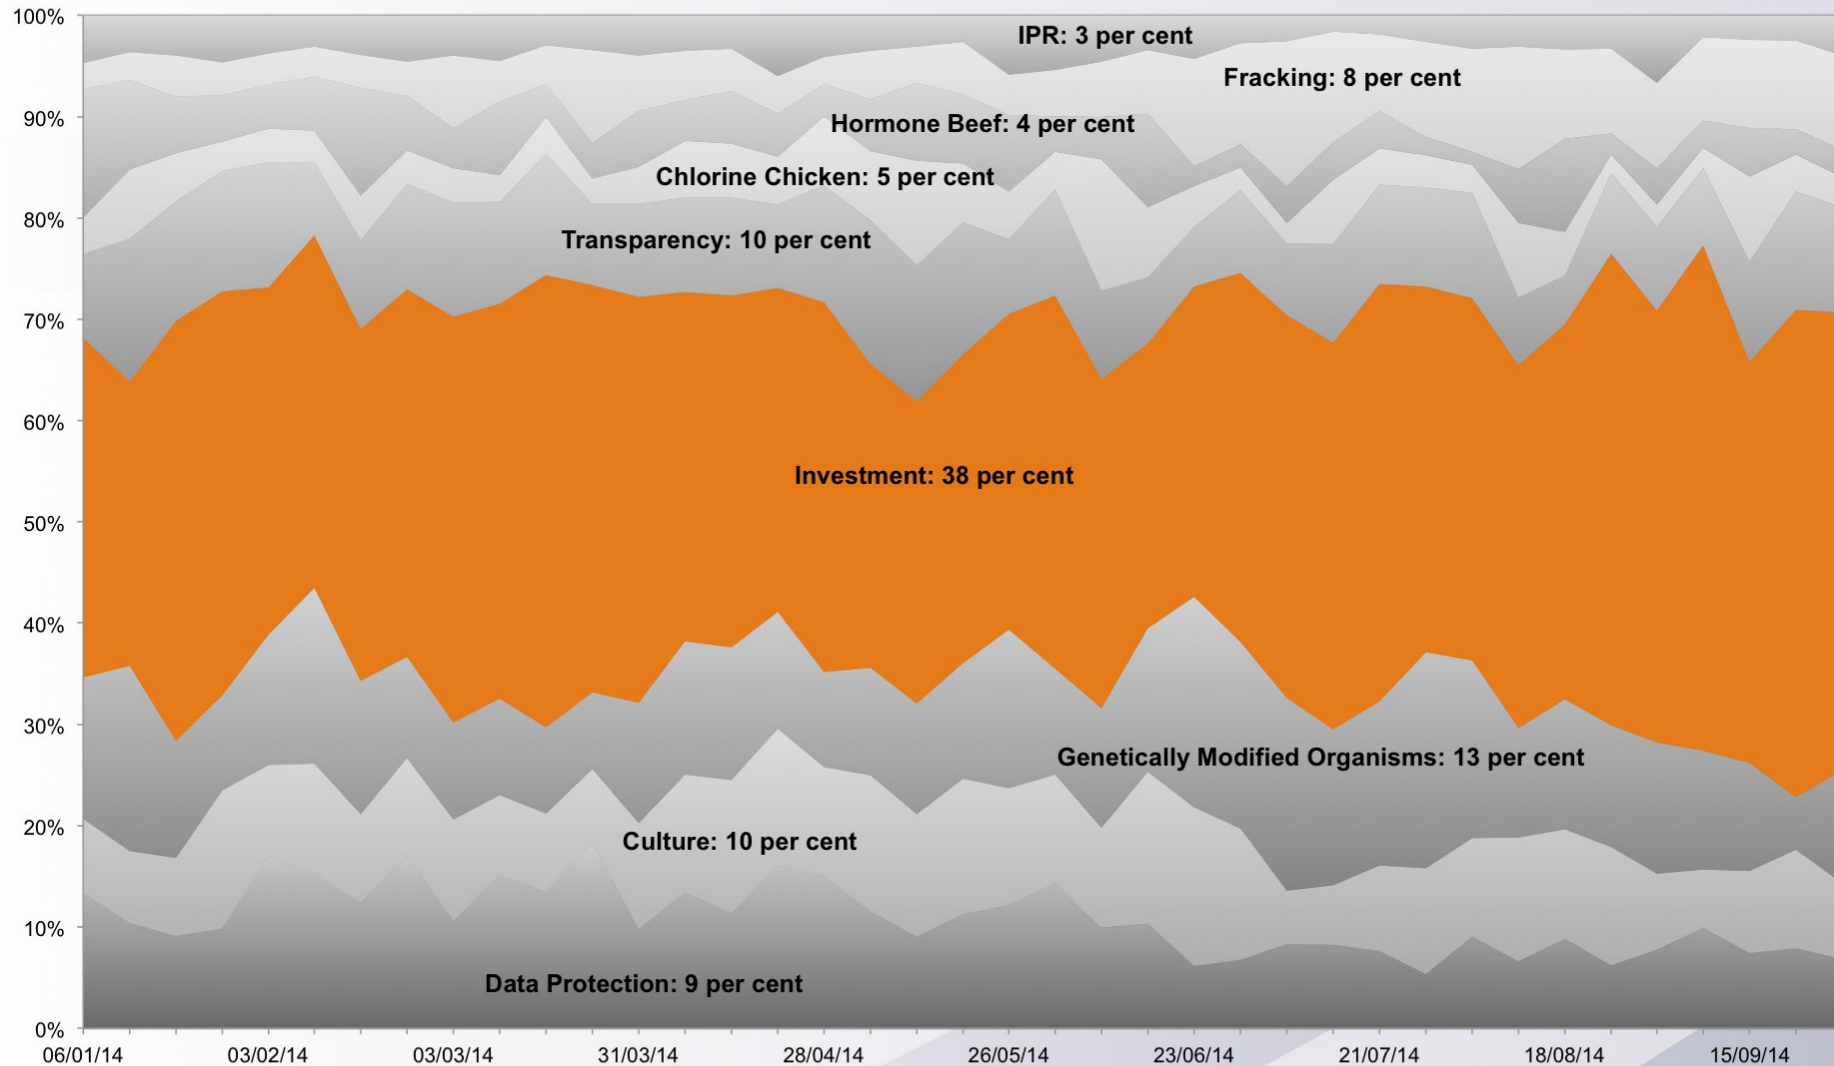 100%
IPR: 3 per cent
Fracking: 8 per cent
90%
Hormone Beef: 4 per cent
Chlorine Chicken: 5 per cent
80%
Transparency: 10 per cent
70%
60%
Investment: 38 per cent
50%
40%
30%
Genetically Modified Organisms: 13 per cent
20%
Culture: 10 per cent
10%
Data Protection: 9 per cent
0%
06/01/14 03/02/14 03/03/14 31/03/14 28/04/14 26/05/14 23/06/14 21/07/14 18/08/14 15/09/14